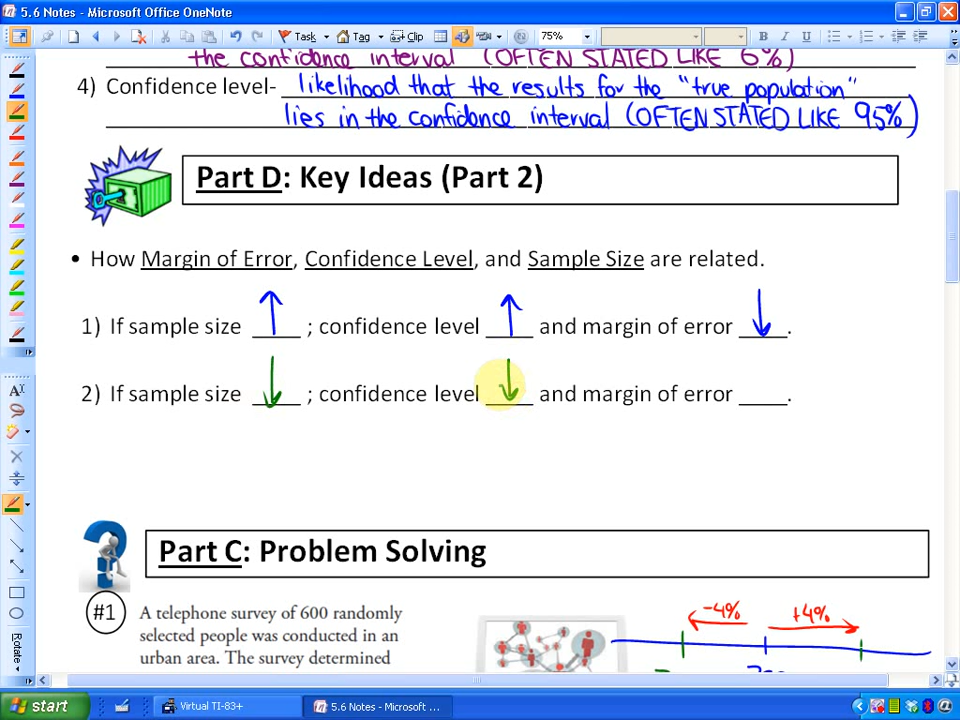 5.6 Notes - Microsoft Office OneNote
Task Tag Clip 75% B I U
the confidence interval (OFTEN STATED LIKE 6%)
4) Confidence level- likelihood that the results for the "true population"
lies in the confidence interval (OFTEN STATED LIKE 95%)
Part D: Key Ideas (Part 2)
• How Margin of Error, Confidence Level, and Sample Size are related.
1) If sample size ↑ ; confidence level ↑ and margin of error ↓.
2) If sample size ↓ ; confidence level ↓ and margin of error ____.
Part C: Problem Solving
#1 A telephone survey of 600 randomly
selected people was conducted in an
urban area. The survey determined
-4% +4%
Rotate
start Virtual TI-83+ 5.6 Notes - Microsoft ...